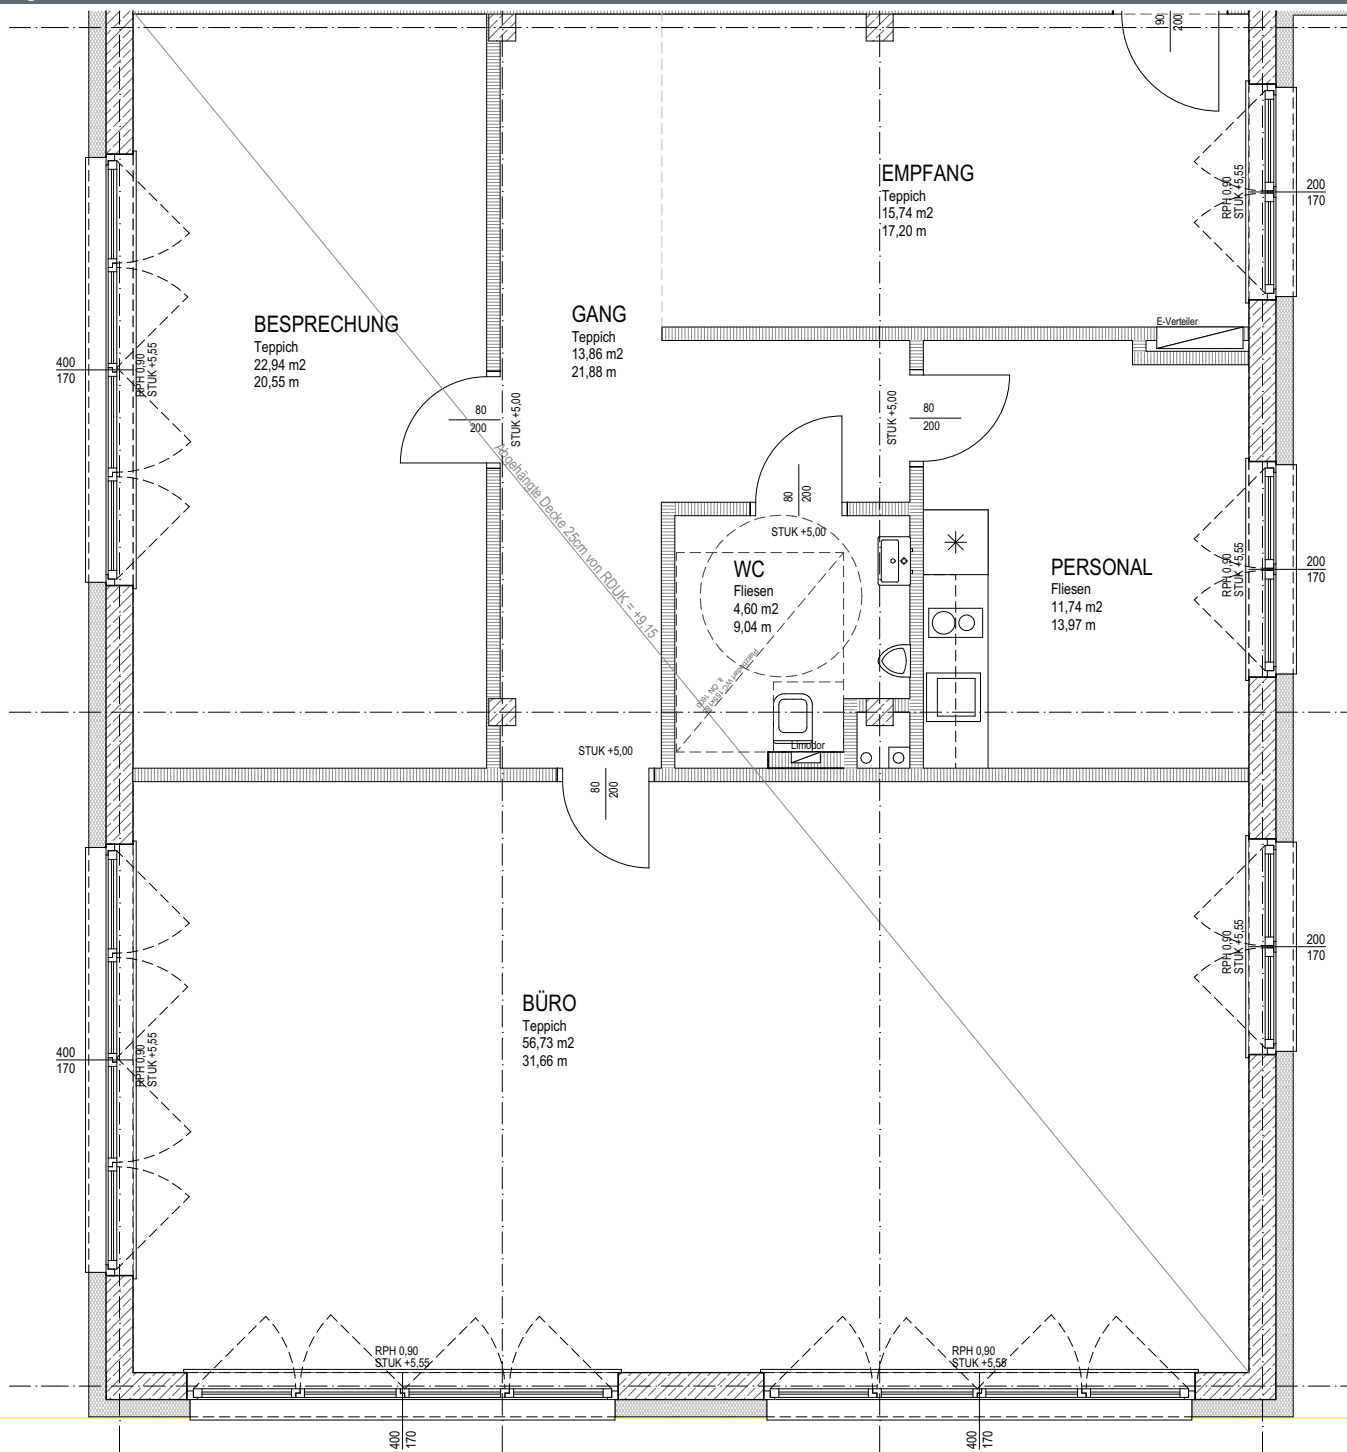 90
200
EMPFANG
Teppich
15,74 m2
17,20 m
RPH 0,90
STUK +5,55
200
170
E-Verteiler
BESPRECHUNG
Teppich
22,94 m2
20,55 m
GANG
Teppich
13,86 m2
21,88 m
400
170
RPH 0,90
STUK +5,55
80
200
STUK +5,00
STUK +5,00
80
200
Abgehängte Decke 25cm von RDUK = +9,15
80
200
STUK +5,00
WC
Fliesen
4,60 m2
9,04 m
PERSONAL
Fliesen
11,74 m2
13,97 m
RPH 0,90
STUK +5,55
200
170
Limodor
STUK +5,00
80
200
RPH 0,90
STUK +5,55
200
170
BÜRO
Teppich
56,73 m2
31,66 m
400
170
RPH 0,90
STUK +5,55
RPH 0,90
STUK +5,55
RPH 0,90
STUK +5,55
400
170
400
170